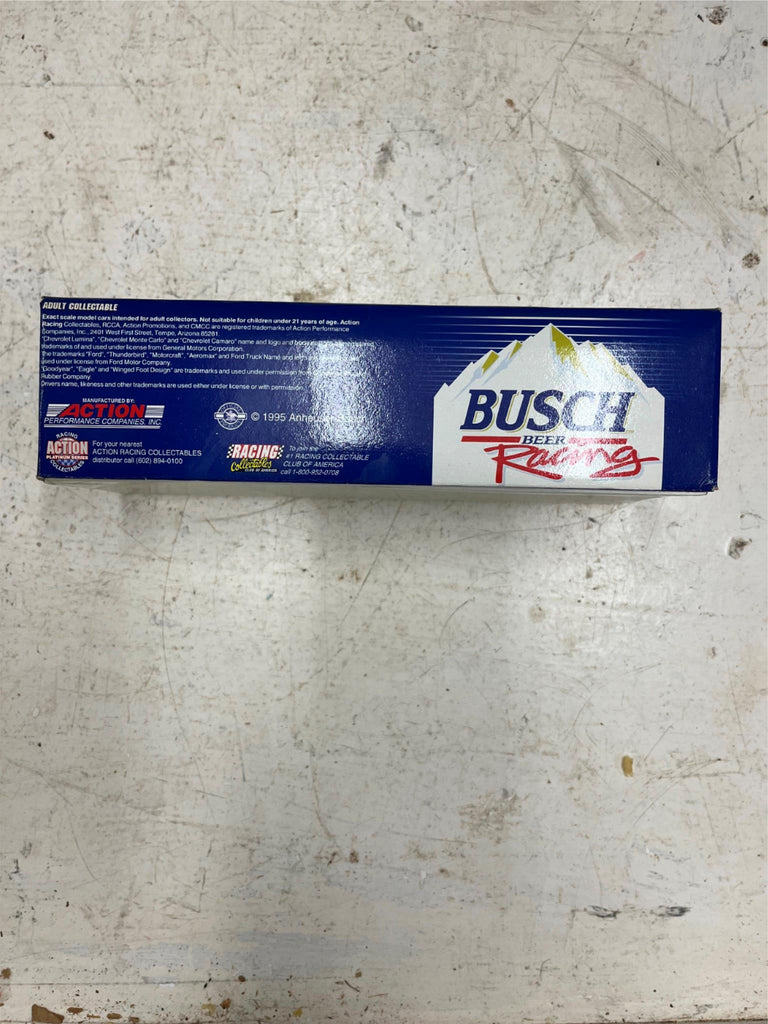 ADULT COLLECTABLE
Exact scale model cars intended for adult collectors. Not suitable for children under 21 years of age. Action
Racing Collectables, RCCA, Action Promotions, and CMCC are registered trademarks of Action Performance
Companies, Inc., 2401 West First Street, Tempe, Arizona 85281.
"Chevrolet Lumina", "Chevrolet Monte Carlo" and "Chevrolet Camaro" name and logo and
trademarks of and used under license from General Motors Corporation.
The trademarks "Ford", "Thunderbird", "Motorcraft", "Aeromax" and Ford Truck Name and
used under license from Ford Motor Company.
"Goodyear", "Eagle" and "Winged Foot Design" are trademarks and used under permission from
Rubber Company.
Drivers name, likeness and other trademarks are used either under license or with permission.
MANUFACTURED BY:
ACTION
PERFORMANCE COMPANIES, INC.
© 1995
RACING
ACTION
PLATINUM SERIES
COLLECTABLES
For your nearest
ACTION RACING COLLECTABLES
distributor call (602) 894-0100
RACING
Collectables
CLUB OF AMERICA
To join the
#1 RACING COLLECTABLE
CLUB OF AMERICA
call 1-800-952-0708
BUSCH
BEER
Racing